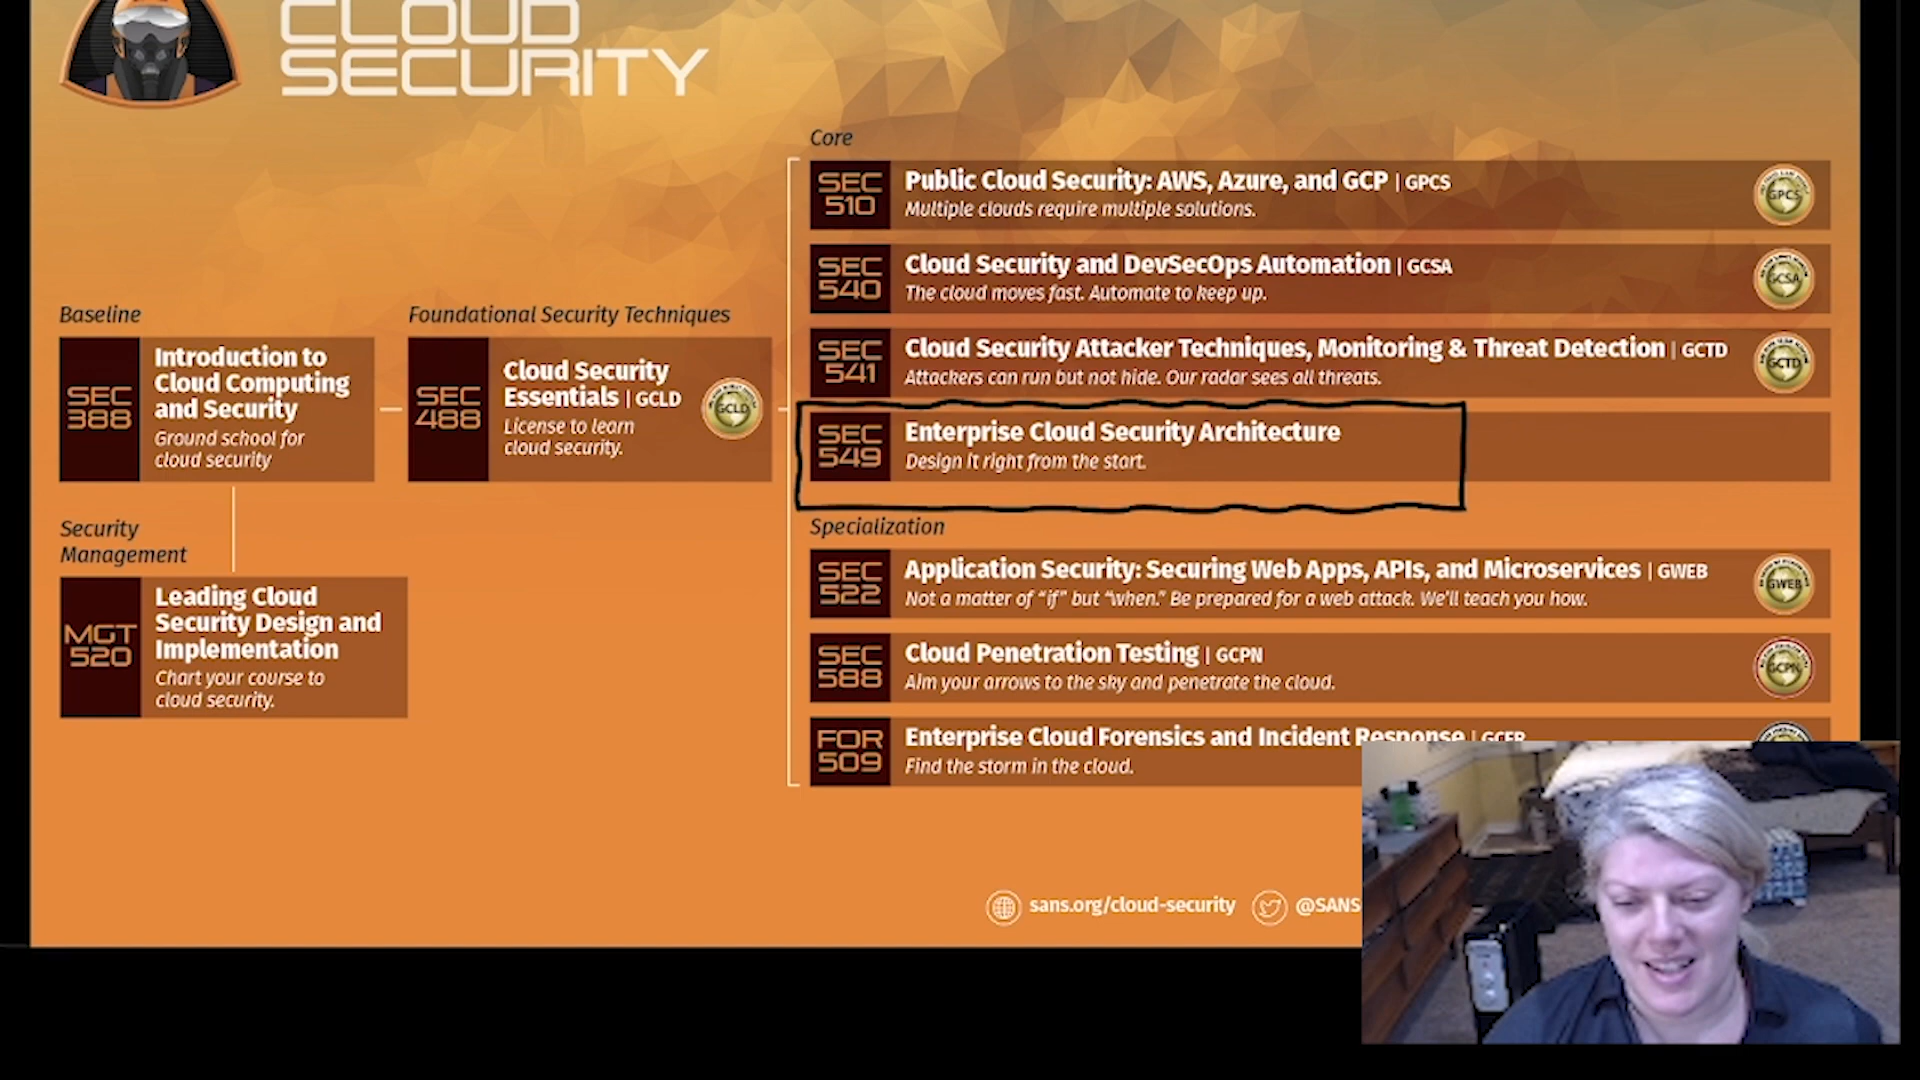 CLOUD
SECURITY
Core
SEC
510
Public Cloud Security: AWS, Azure, and GCP | GPCS
Multiple clouds require multiple solutions.
GPCS
SEC
540
Cloud Security and DevSecOps Automation | GCSA
The cloud moves fast. Automate to keep up.
GCSA
SEC
541
Cloud Security Attacker Techniques, Monitoring & Threat Detection | GCTD
Attackers can run but not hide. Our radar sees all threats.
GCTD
SEC
549
Enterprise Cloud Security Architecture
Design it right from the start.
Baseline
SEC
388
Introduction to
Cloud Computing
and Security
Ground school for
cloud security
Foundational Security Techniques
SEC
488
Cloud Security
Essentials | GCLD
License to learn
cloud security.
GCLD
Security
Management
MGT
520
Leading Cloud
Security Design and
Implementation
Chart your course to
cloud security.
Specialization
SEC
522
Application Security: Securing Web Apps, APIs, and Microservices | GWEB
Not a matter of “if” but “when.” Be prepared for a web attack. We’ll teach you how.
GWEB
SEC
588
Cloud Penetration Testing | GCPN
Aim your arrows to the sky and penetrate the cloud.
GCPN
FOR
509
Enterprise Cloud Forensics and Incident Response | GCFR
Find the storm in the cloud.
sans.org/cloud-security
@SANS